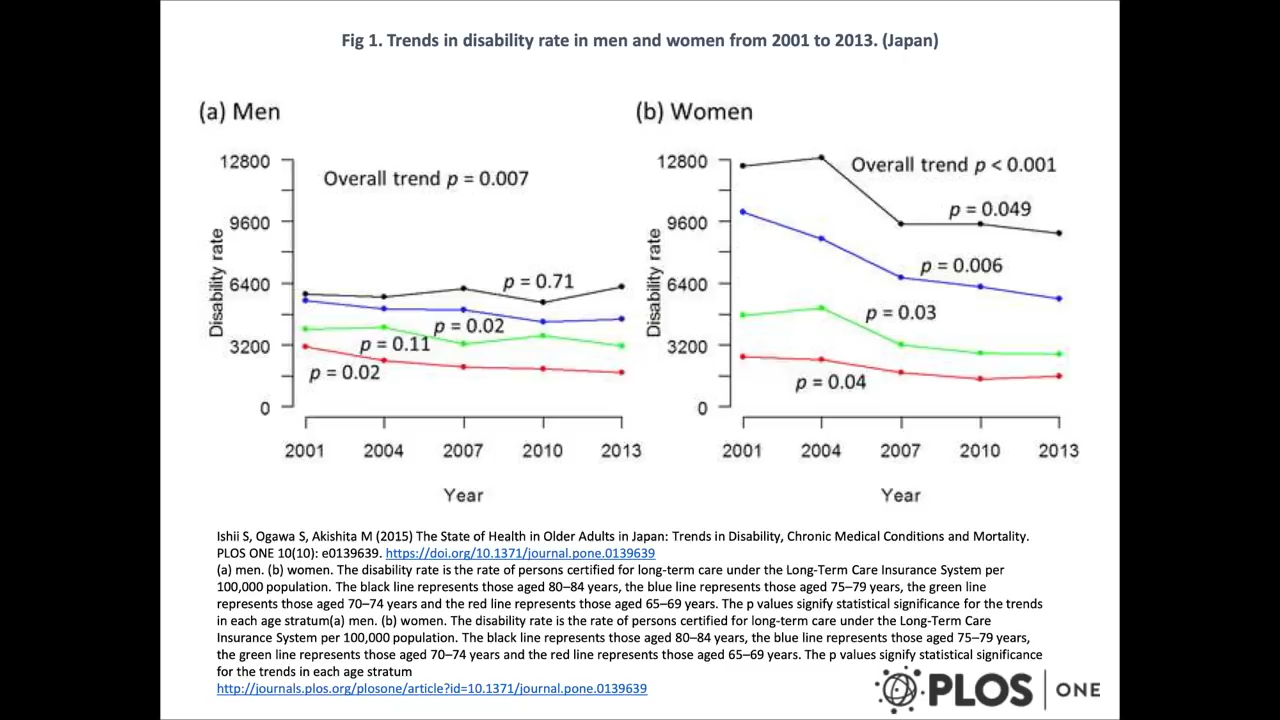 Fig 1. Trends in disability rate in men and women from 2001 to 2013. (Japan)
(a) Men
12800
9600
6400
3200
0
Disability rate
Overall trend p = 0.007
p = 0.71
p = 0.02
p = 0.11
p = 0.02
2001 2004 2007 2010 2013
Year
(b) Women
12800
9600
6400
3200
0
Disability rate
Overall trend p < 0.001
p = 0.049
p = 0.006
p = 0.03
p = 0.04
2001 2004 2007 2010 2013
Year
Ishii S, Ogawa S, Akishita M (2015) The State of Health in Older Adults in Japan: Trends in Disability, Chronic Medical Conditions and Mortality.
PLOS ONE 10(10): e0139639. https://doi.org/10.1371/journal.pone.0139639
(a) men. (b) women. The disability rate is the rate of persons certified for long-term care under the Long-Term Care Insurance System per
100,000 population. The black line represents those aged 80–84 years, the blue line represents those aged 75–79 years, the green line
represents those aged 70–74 years and the red line represents those aged 65–69 years. The p values signify statistical significance for the trends
in each age stratum(a) men. (b) women. The disability rate is the rate of persons certified for long-term care under the Long-Term Care
Insurance System per 100,000 population. The black line represents those aged 80–84 years, the blue line represents those aged 75–79 years,
the green line represents those aged 70–74 years and the red line represents those aged 65–69 years. The p values signify statistical significance
for the trends in each age stratum
http://journals.plos.org/plosone/article?id=10.1371/journal.pone.0139639
PLOS ONE